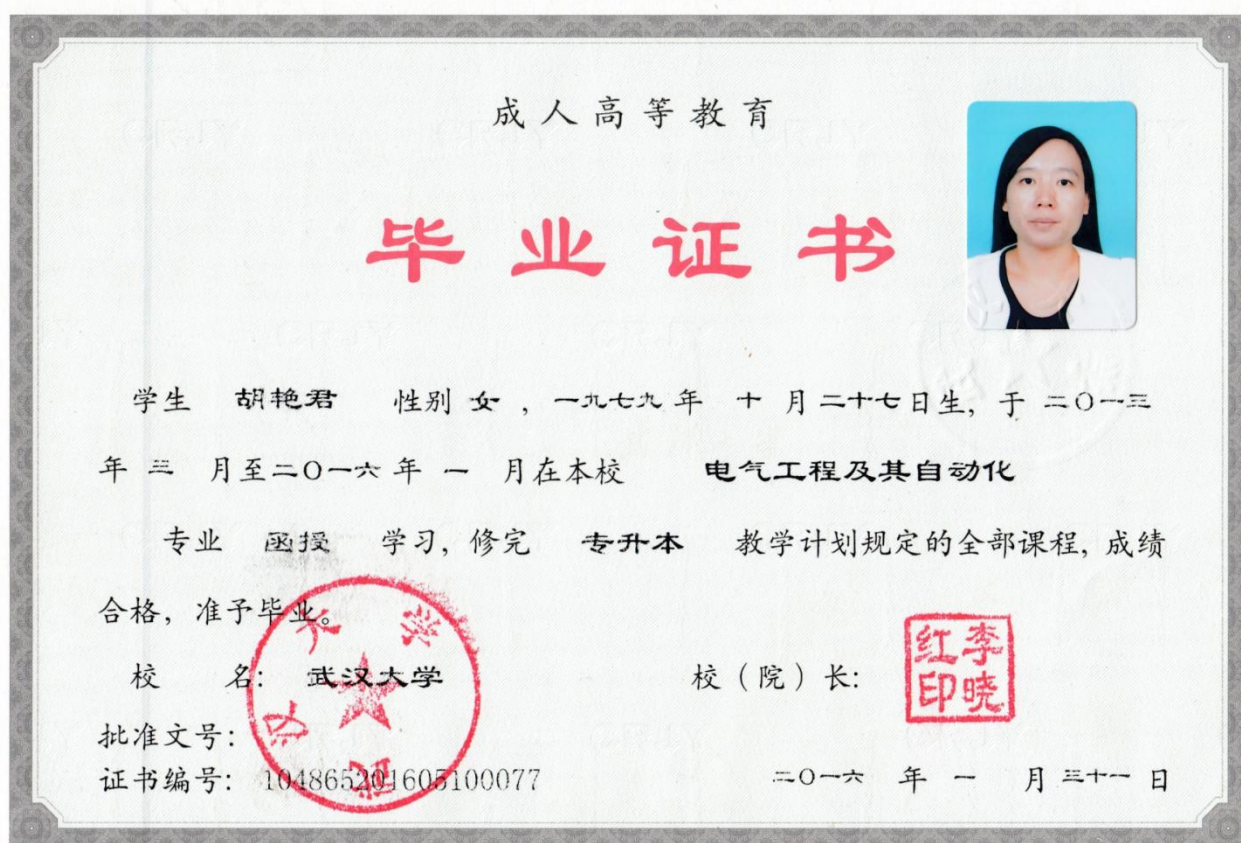 成人高等教育
毕业证书
学生 胡艳君 性别 女 ，一九七九 年 十 月 二十七 日生，于 二〇一三
年 三 月至 二〇一六 年 一 月在本校 电气工程及其自动化
专业 函授 学习，修完 专升本 教学计划规定的全部课程，成绩
合格，准予毕业。
校 名： 武汉大学 校（院）长：
李晓红印
武汉大学
批准文号：
证书编号： 104865201605100077 二〇一六 年 一 月 三十一 日